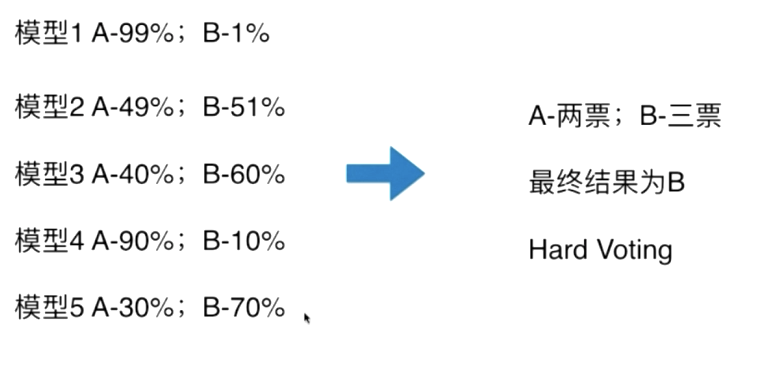 模型1 A-99%；B-1%
模型2 A-49%；B-51%
模型3 A-40%；B-60%
模型4 A-90%；B-10%
模型5 A-30%；B-70%
A-两票；B-三票
最终结果为B
Hard Voting